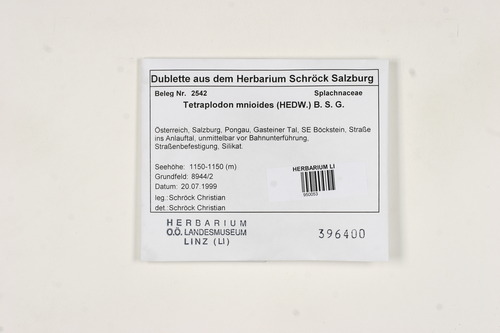 Dublette aus dem Herbarium Schröck Salzburg
Beleg Nr. 2542 Splachnaceae
Tetraplodon mnioides (HEDW.) B. S. G.
Österreich, Salzburg, Pongau, Gasteiner Tal, SE Böckstein, Straße
ins Anlauftal, unmittelbar vor Bahnunterführung,
Straßenbefestigung, Silikat.
Seehöhe: 1150-1150 (m)
Grundfeld: 8944/2
Datum: 20.07.1999
leg.:Schröck Christian
det.:Schröck Christian
HERBARIUM LI
950053
HERBARIUM
O.Ö. LANDESMUSEUM
LINZ (LI)
396400